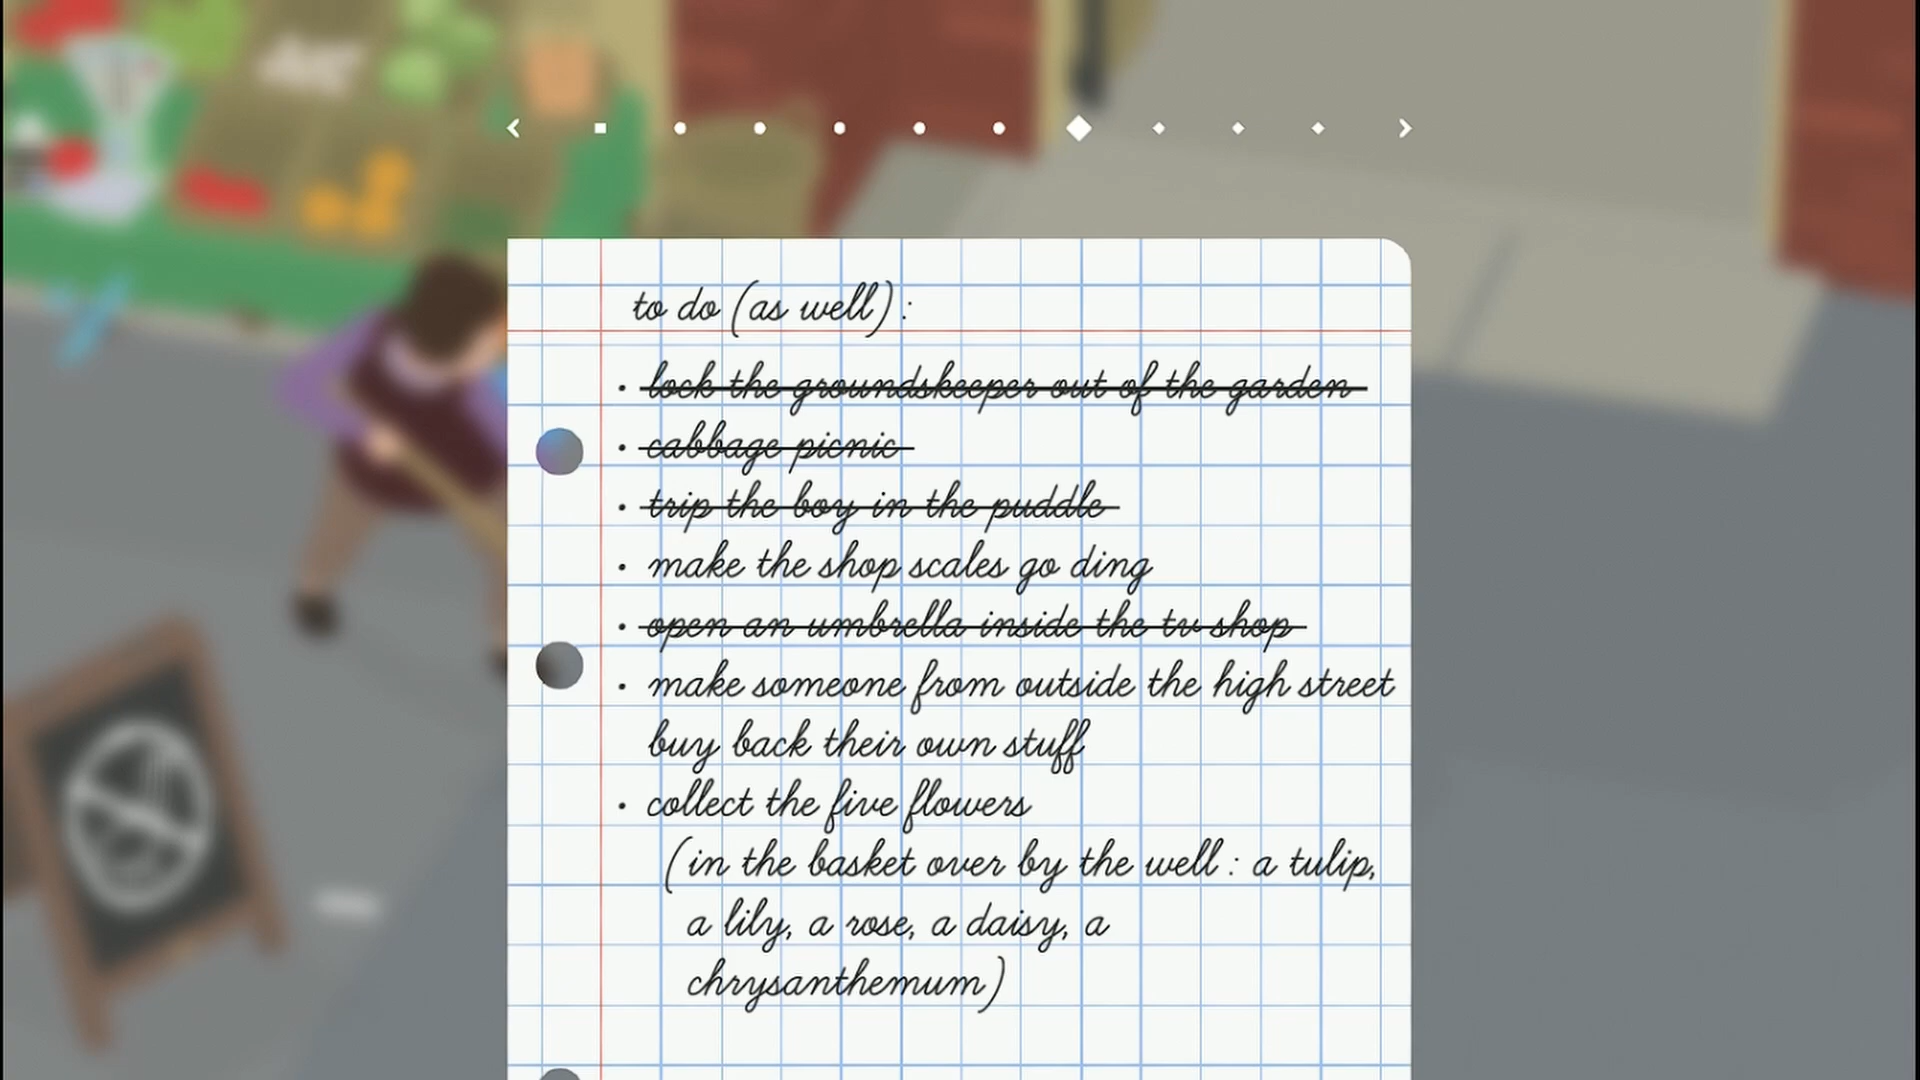 to do (as well):
• lock the groundskeeper out of the garden
• cabbage picnic
• trip the boy in the puddle
• make the shop scales go ding
• open an umbrella inside the tv shop
• make someone from outside the high street
buy back their own stuff
• collect the five flowers
(in the basket over by the well: a tulip,
a lily, a rose, a daisy, a
chrysanthemum)